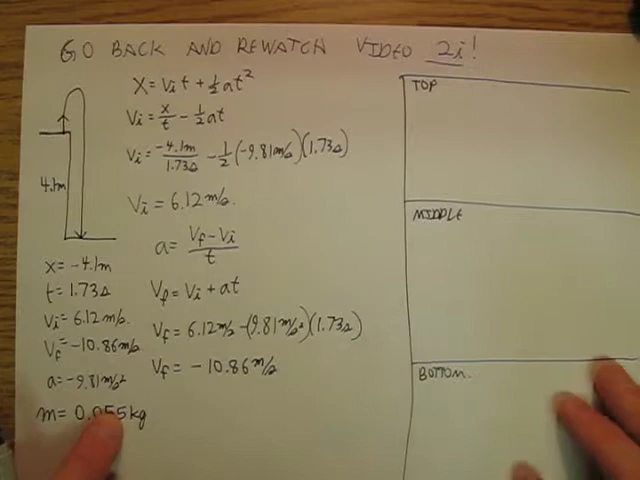 GO BACK AND REWATCH VIDEO 2i!
X = Vit + ½at²
Vi = x/t - ½at
Vi = -4.1m/1.73s - ½(-9.81m/s²)(1.73s)
Vi = 6.12m/s.
a = Vf - Vi/t
Vf = Vi + at
Vf = 6.12m/s - (9.81m/s²)(1.73s)
Vf = -10.86m/s
4.1m
x = -4.1m
t = 1.73s
Vi = 6.12m/s.
Vf = -10.86m/s.
a = -9.81m/s²
m = 0.055kg
TOP
MIDDLE
BOTTOM.